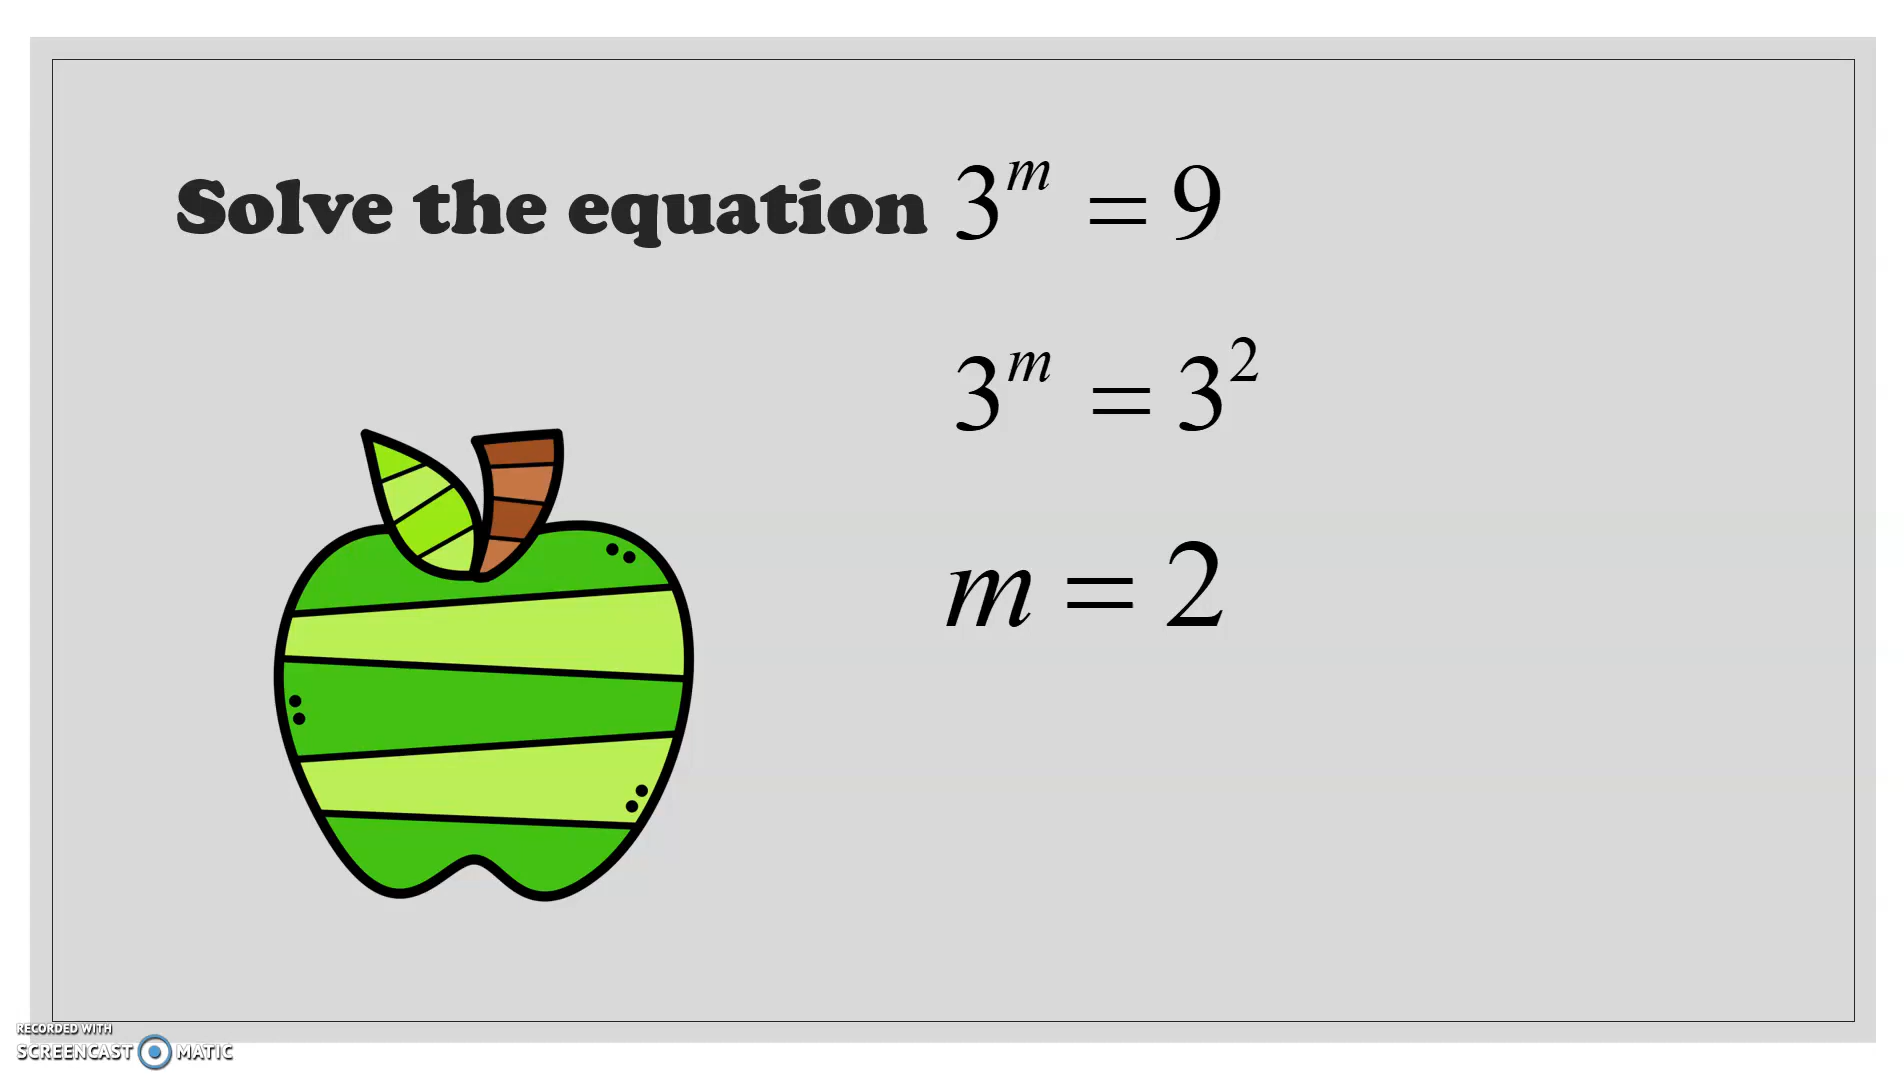 Solve the equation 3^m = 9
3^m = 3^2
m = 2
RECORDED WITH
SCREENCAST MATIC